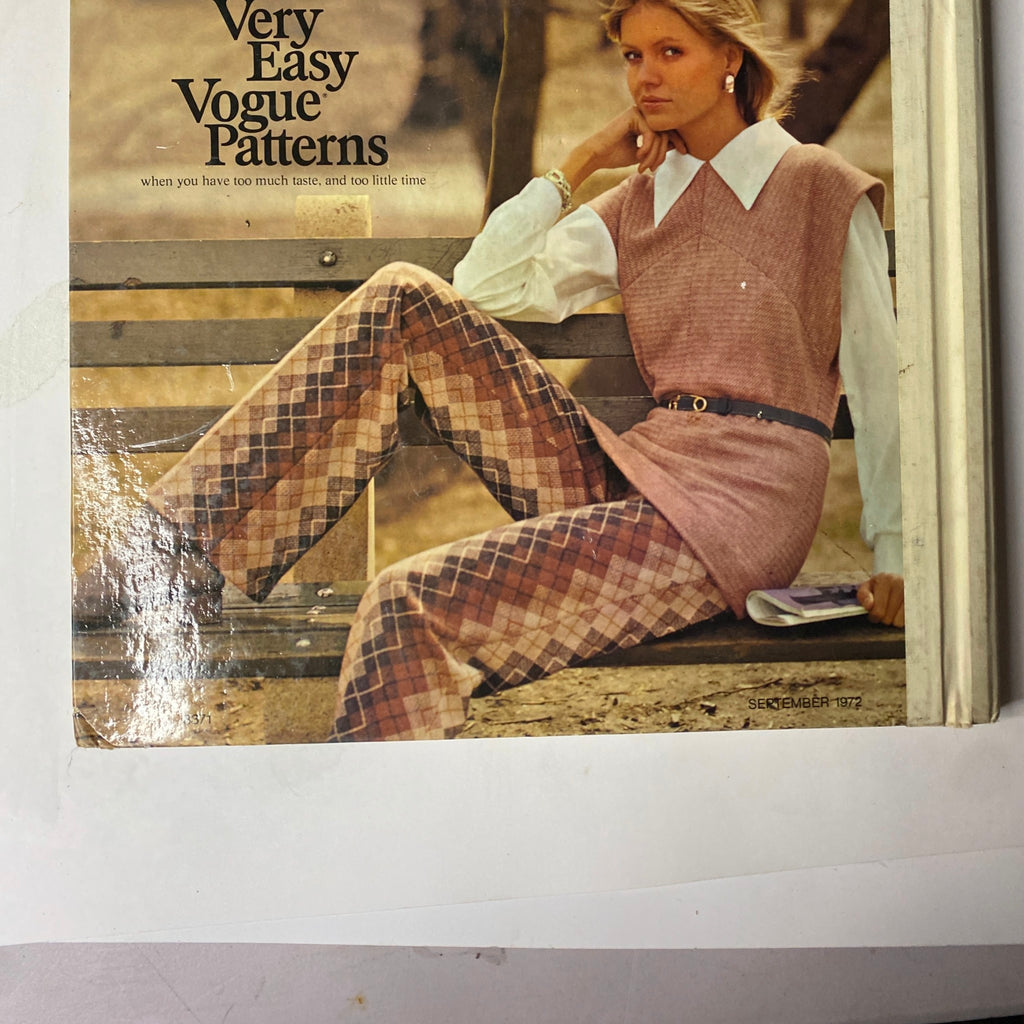 Very
Easy
Vogue®
Patterns
when you have too much taste, and too little time
SEPTEMBER 1972